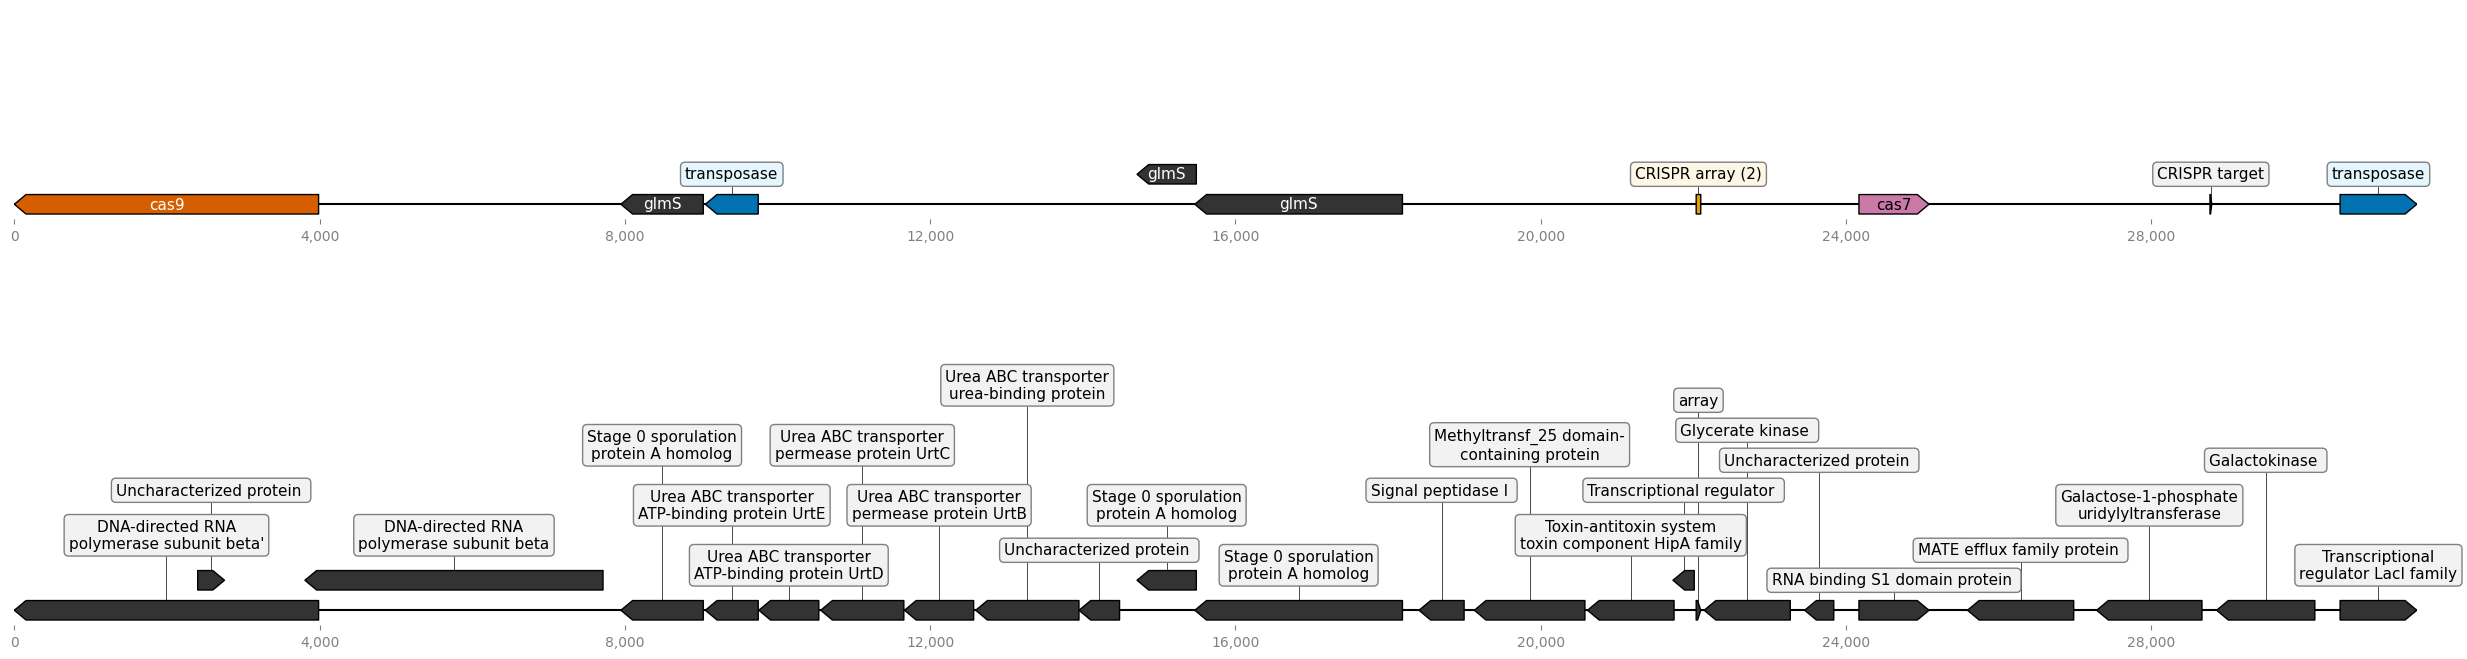 transposase
glmS
CRISPR array (2)
CRISPR target
transposase
cas9
glmS
glmS
cas7
0
4,000
8,000
12,000
16,000
20,000
24,000
28,000
Urea ABC transporter
urea-binding protein
array
Stage 0 sporulation
protein A homolog
Urea ABC transporter
permease protein UrtC
Methyltransf_25 domain-
containing protein
Glycerate kinase
Uncharacterized protein
Galactokinase
Uncharacterized protein
Urea ABC transporter
ATP-binding protein UrtE
Urea ABC transporter
permease protein UrtB
Stage 0 sporulation
protein A homolog
Signal peptidase I
Transcriptional regulator
Galactose-1-phosphate
uridylyltransferase
DNA-directed RNA
polymerase subunit beta'
DNA-directed RNA
polymerase subunit beta
Toxin-antitoxin system
toxin component HipA family
Urea ABC transporter
ATP-binding protein UrtD
Uncharacterized protein
Stage 0 sporulation
protein A homolog
MATE efflux family protein
RNA binding S1 domain protein
Transcriptional
regulator LacI family
0
4,000
8,000
12,000
16,000
20,000
24,000
28,000